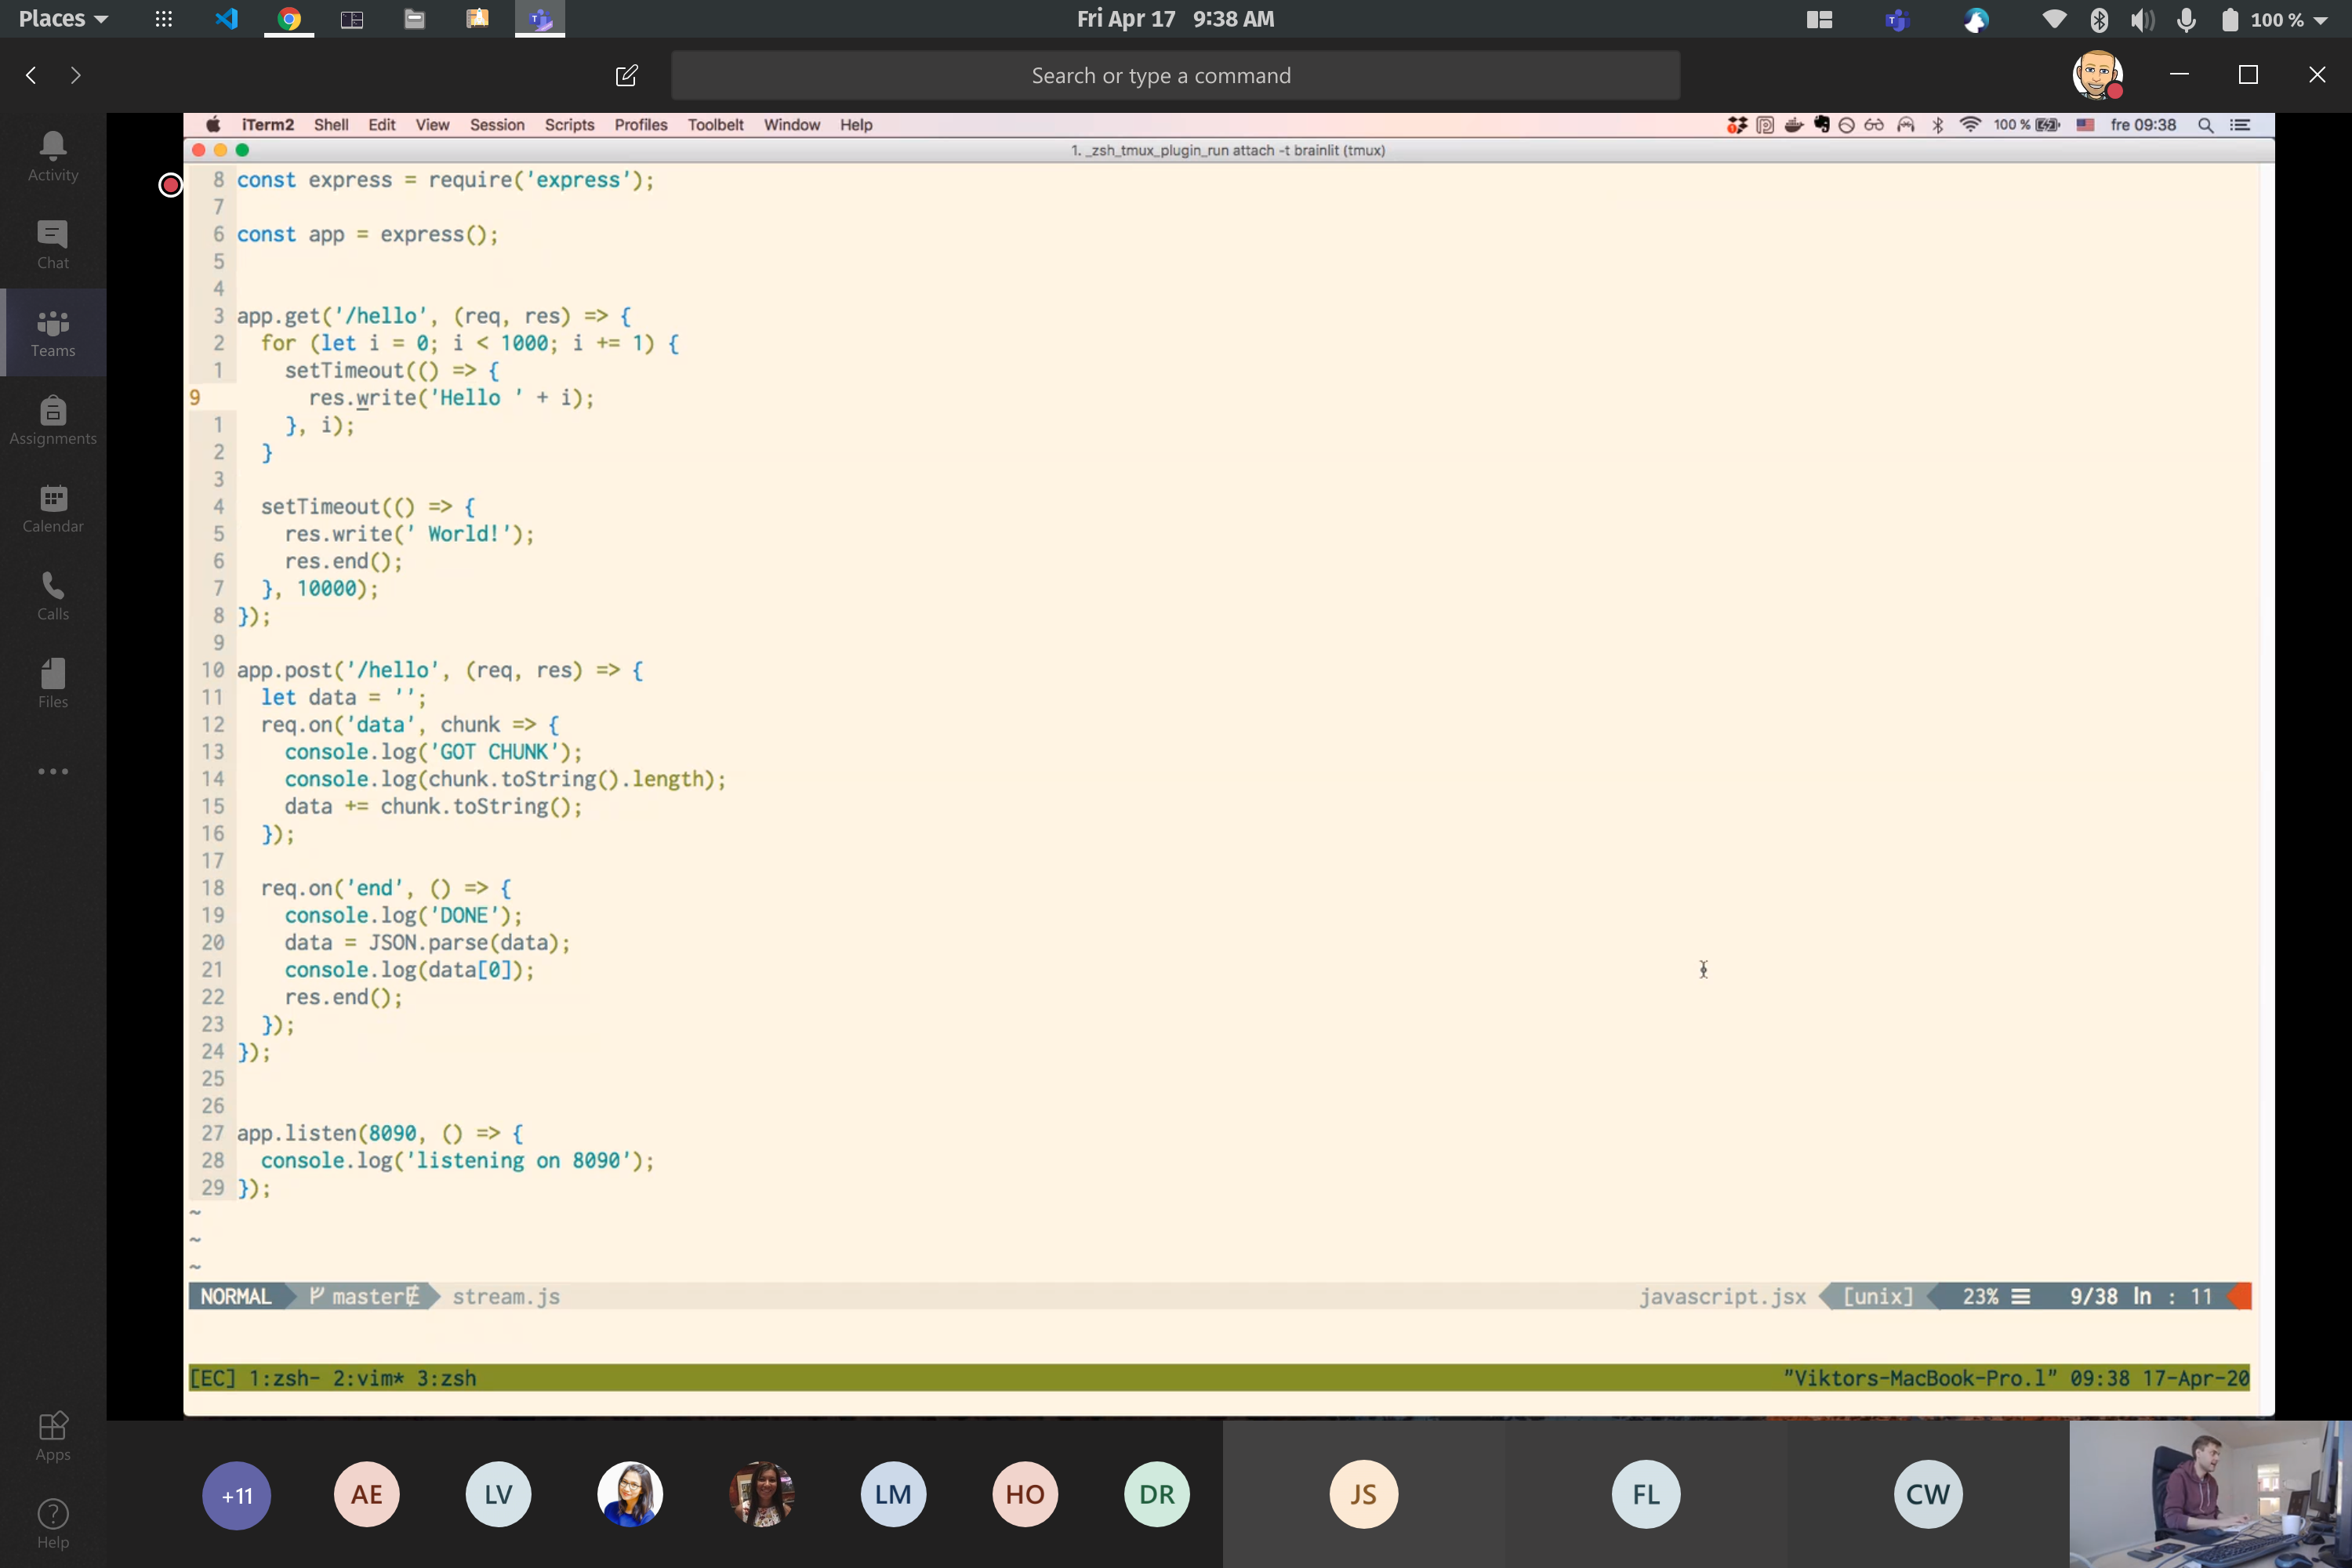 Places
Fri Apr 17 9:38 AM
100 %
Search or type a command
Activity
Chat
Teams
Assignments
Calendar
Calls
Files
Apps
Help
iTerm2 Shell Edit View Session Scripts Profiles Toolbelt Window Help
100 % fre 09:38
1. _zsh_tmux_plugin_run attach -t brainlit (tmux)
8 const express = require('express');
7
6 const app = express();
5
4
3 app.get('/hello', (req, res) => {
2 for (let i = 0; i < 1000; i += 1) {
1 setTimeout(() => {
9 res.write('Hello ' + i);
1 }, i);
2 }
3
4 setTimeout(() => {
5 res.write(' World!');
6 res.end();
7 }, 10000);
8 });
9
10 app.post('/hello', (req, res) => {
11 let data = '';
12 req.on('data', chunk => {
13 console.log('GOT CHUNK');
14 console.log(chunk.toString().length);
15 data += chunk.toString();
16 });
17
18 req.on('end', () => {
19 console.log('DONE');
20 data = JSON.parse(data);
21 console.log(data[0]);
22 res.end();
23 });
24 });
25
26
27 app.listen(8090, () => {
28 console.log('listening on 8090');
29 });
~
~
~
NORMAL master stream.js javascript.jsx [unix] 23% 9/38 ln : 11
[EC] 1:zsh- 2:vim* 3:zsh "Viktors-MacBook-Pro.l" 09:38 17-Apr-20
+11 AE LV LM HO DR JS FL CW